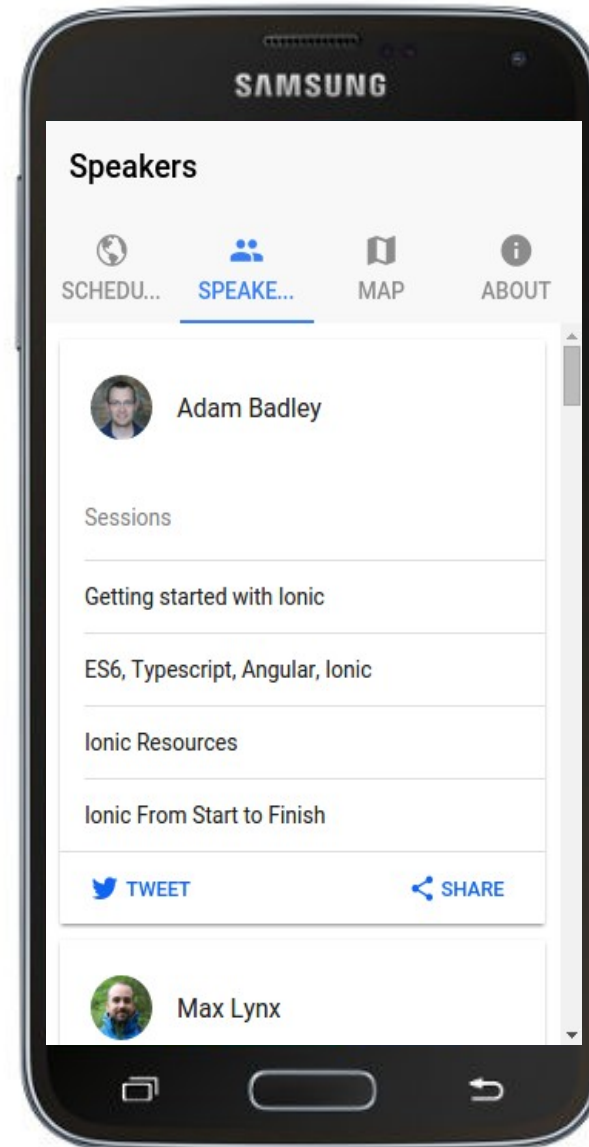 SAMSUNG
Speakers
SCHEDU... SPEAKE... MAP ABOUT
Adam Badley
Sessions
Getting started with Ionic
ES6, Typescript, Angular, Ionic
Ionic Resources
Ionic From Start to Finish
TWEET SHARE
Max Lynx